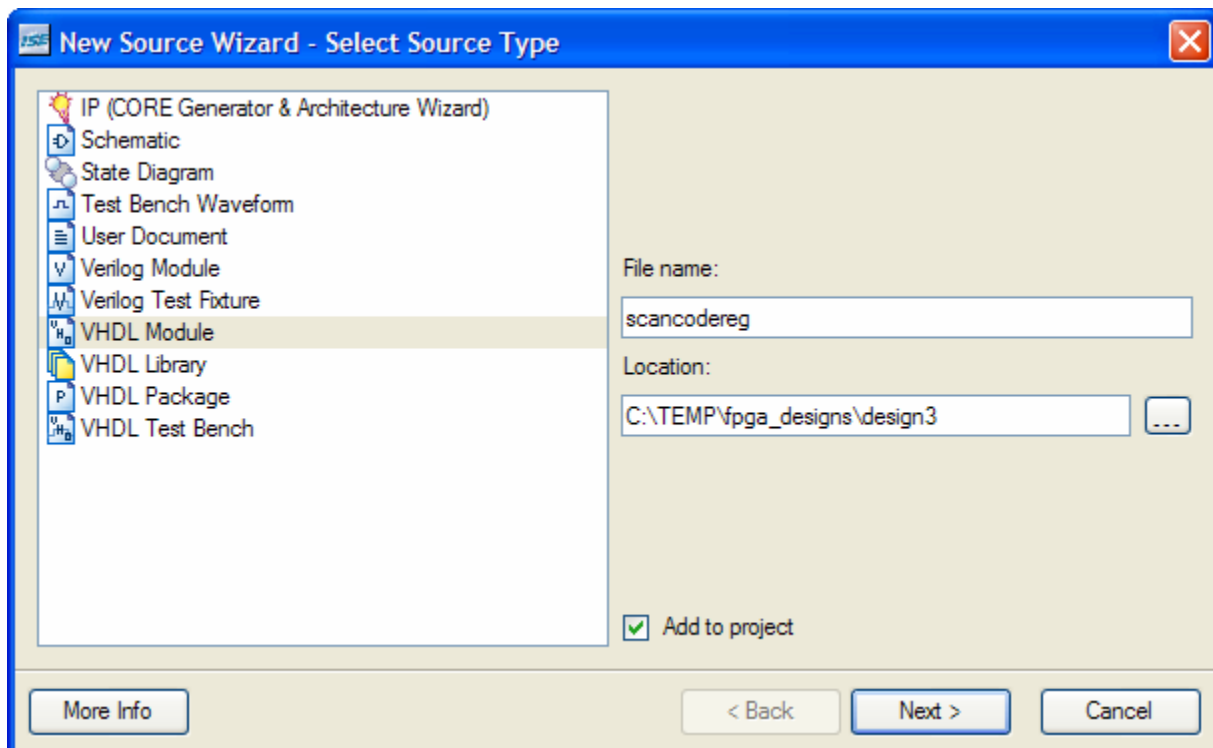 ISE New Source Wizard - Select Source Type
IP (CORE Generator & Architecture Wizard)
Schematic
State Diagram
Test Bench Waveform
User Document
V Verilog Module
Verilog Test Fixture
VHDL Module
VHDL Library
P VHDL Package
VHDL Test Bench
File name:
scancodereg
Location:
C:\TEMP\fpga_designs\design3
...
Add to project
More Info
< Back
Next >
Cancel